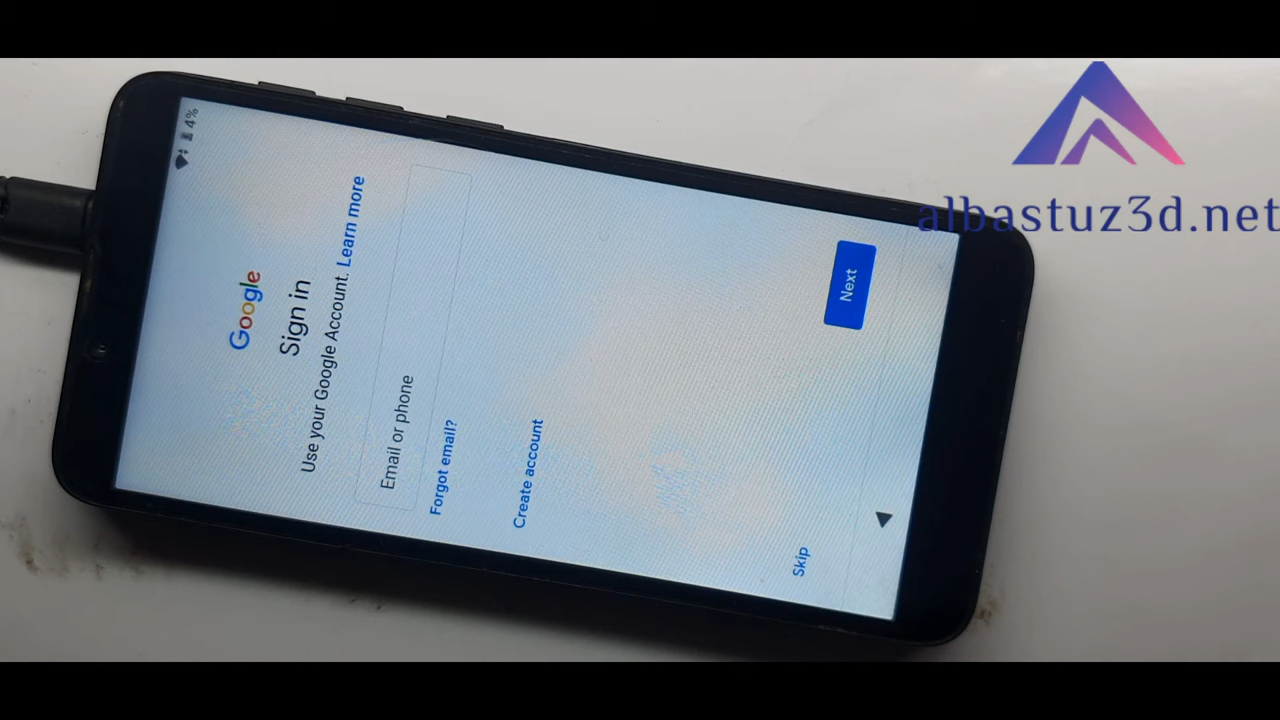 4%
Google
Sign in
Use your Google Account. Learn more
Email or phone
Forgot email?
Create account
Skip
Next
albastuz3d.net